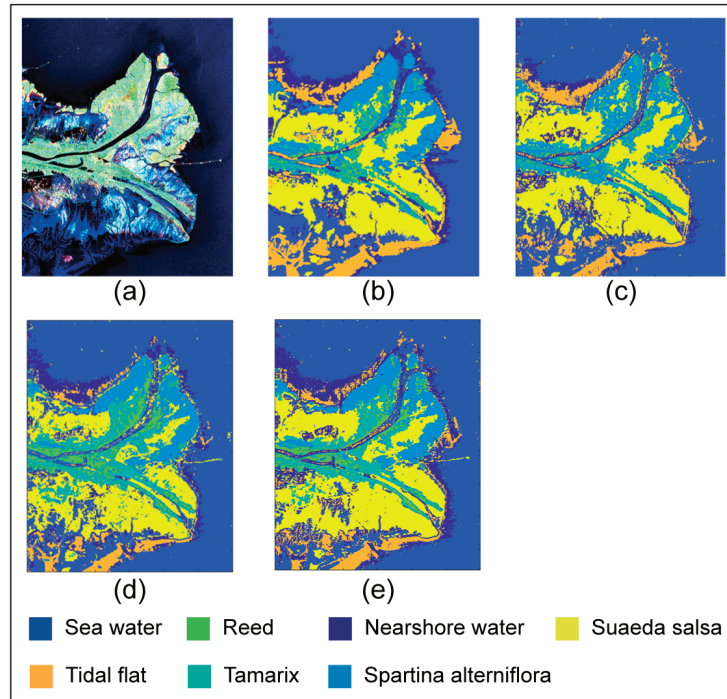 (a) (b) (c)
(d) (e)
Sea water Reed Nearshore water Suaeda salsa
Tidal flat Tamarix Spartina alterniflora